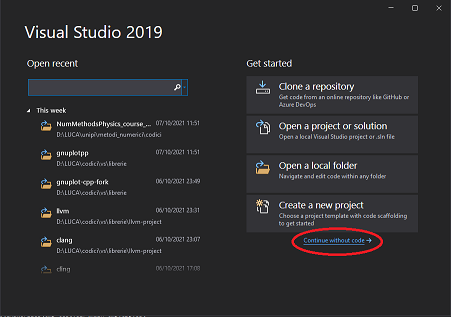 Visual Studio 2019
Open recent
This week
NumMethodsPhysics_course_... 07/10/2021 11:51
D:\LUCA\unipi\metodi_numerici\codici
gnuplotpp 07/10/2021 11:51
D:\LUCA\codici\vs\librerie
gnuplot-cpp-fork 06/10/2021 23:49
D:\LUCA\codici\vs\librerie
llvm 06/10/2021 23:31
D:\LUCA\codici\vs\librerie\llvm-project
clang 06/10/2021 23:07
D:\LUCA\codici\vs\librerie\llvm-project
cling 06/10/2021 17:08
Get started
Clone a repository
Get code from an online repository like GitHub or
Azure DevOps
Open a project or solution
Open a local Visual Studio project or .sln file
Open a local folder
Navigate and edit code within any folder
Create a new project
Choose a project template with code scaffolding
to get started
Continue without code →